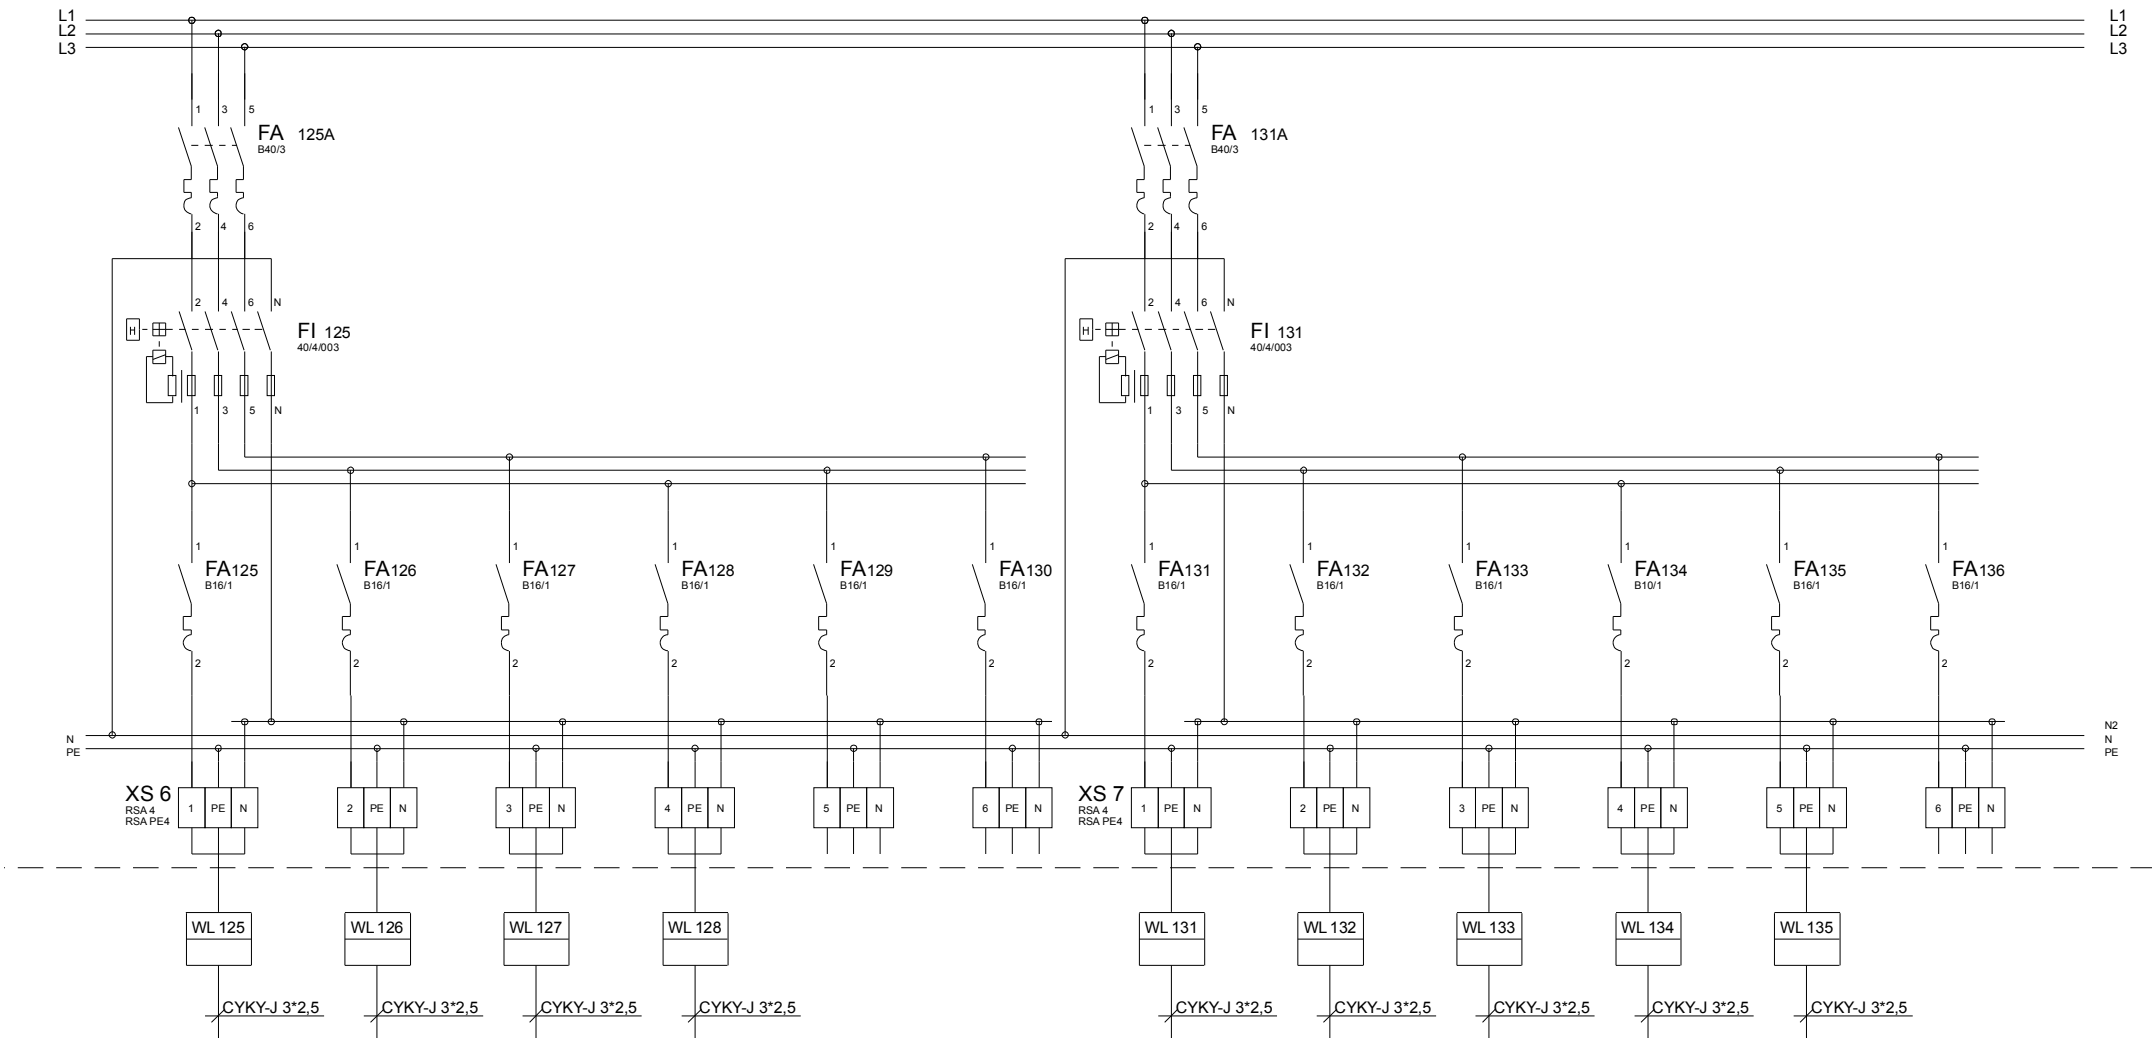 L1 L1
L2 L2
L3 L3
1 3 5 1 3 5
FA 125A FA 131A
B40/3 B40/3
2 4 6 2 4 6
2 4 6 N 2 4 6 N
H FI 125 H FI 131
40/4/003 40/4/003
1 3 5 N 1 3 5 N
1 1 1 1 1 1 1 1 1 1 1 1
FA125 FA126 FA127 FA128 FA129 FA130 FA131 FA132 FA133 FA134 FA135 FA136
B16/1 B16/1 B16/1 B16/1 B16/1 B16/1 B16/1 B16/1 B16/1 B10/1 B16/1 B16/1
2 2 2 2 2 2 2 2 2 2 2 2
N2
N N
PE PE
XS 6 XS 7
RSA 4 1 PE N 2 PE N 3 PE N 4 PE N 5 PE N 6 PE N RSA 4 1 PE N 2 PE N 3 PE N 4 PE N 5 PE N 6 PE N
RSA PE4 RSA PE4
WL 125 WL 126 WL 127 WL 128 WL 131 WL 132 WL 133 WL 134 WL 135
CYKY-J 3*2,5 CYKY-J 3*2,5 CYKY-J 3*2,5 CYKY-J 3*2,5 CYKY-J 3*2,5 CYKY-J 3*2,5 CYKY-J 3*2,5 CYKY-J 3*2,5 CYKY-J 3*2,5